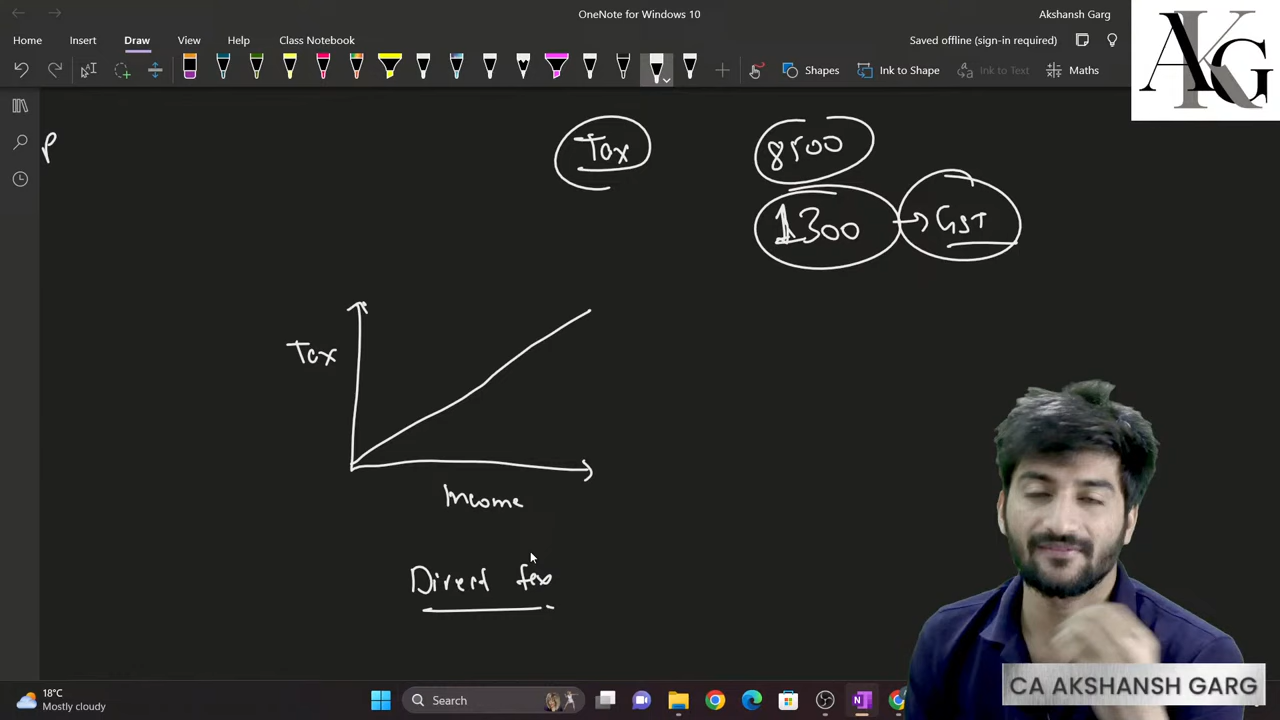 OneNote for Windows 10
Akshansh Garg
Home Insert Draw View Help Class Notebook
Saved offline (sign-in required)
Shapes Ink to Shape Ink to Text Maths
AKG
P
Tax
8500
1300 → GST
Tax
Income
Direct tax
CA AKSHANSH GARG
18°C
Mostly cloudy
Search